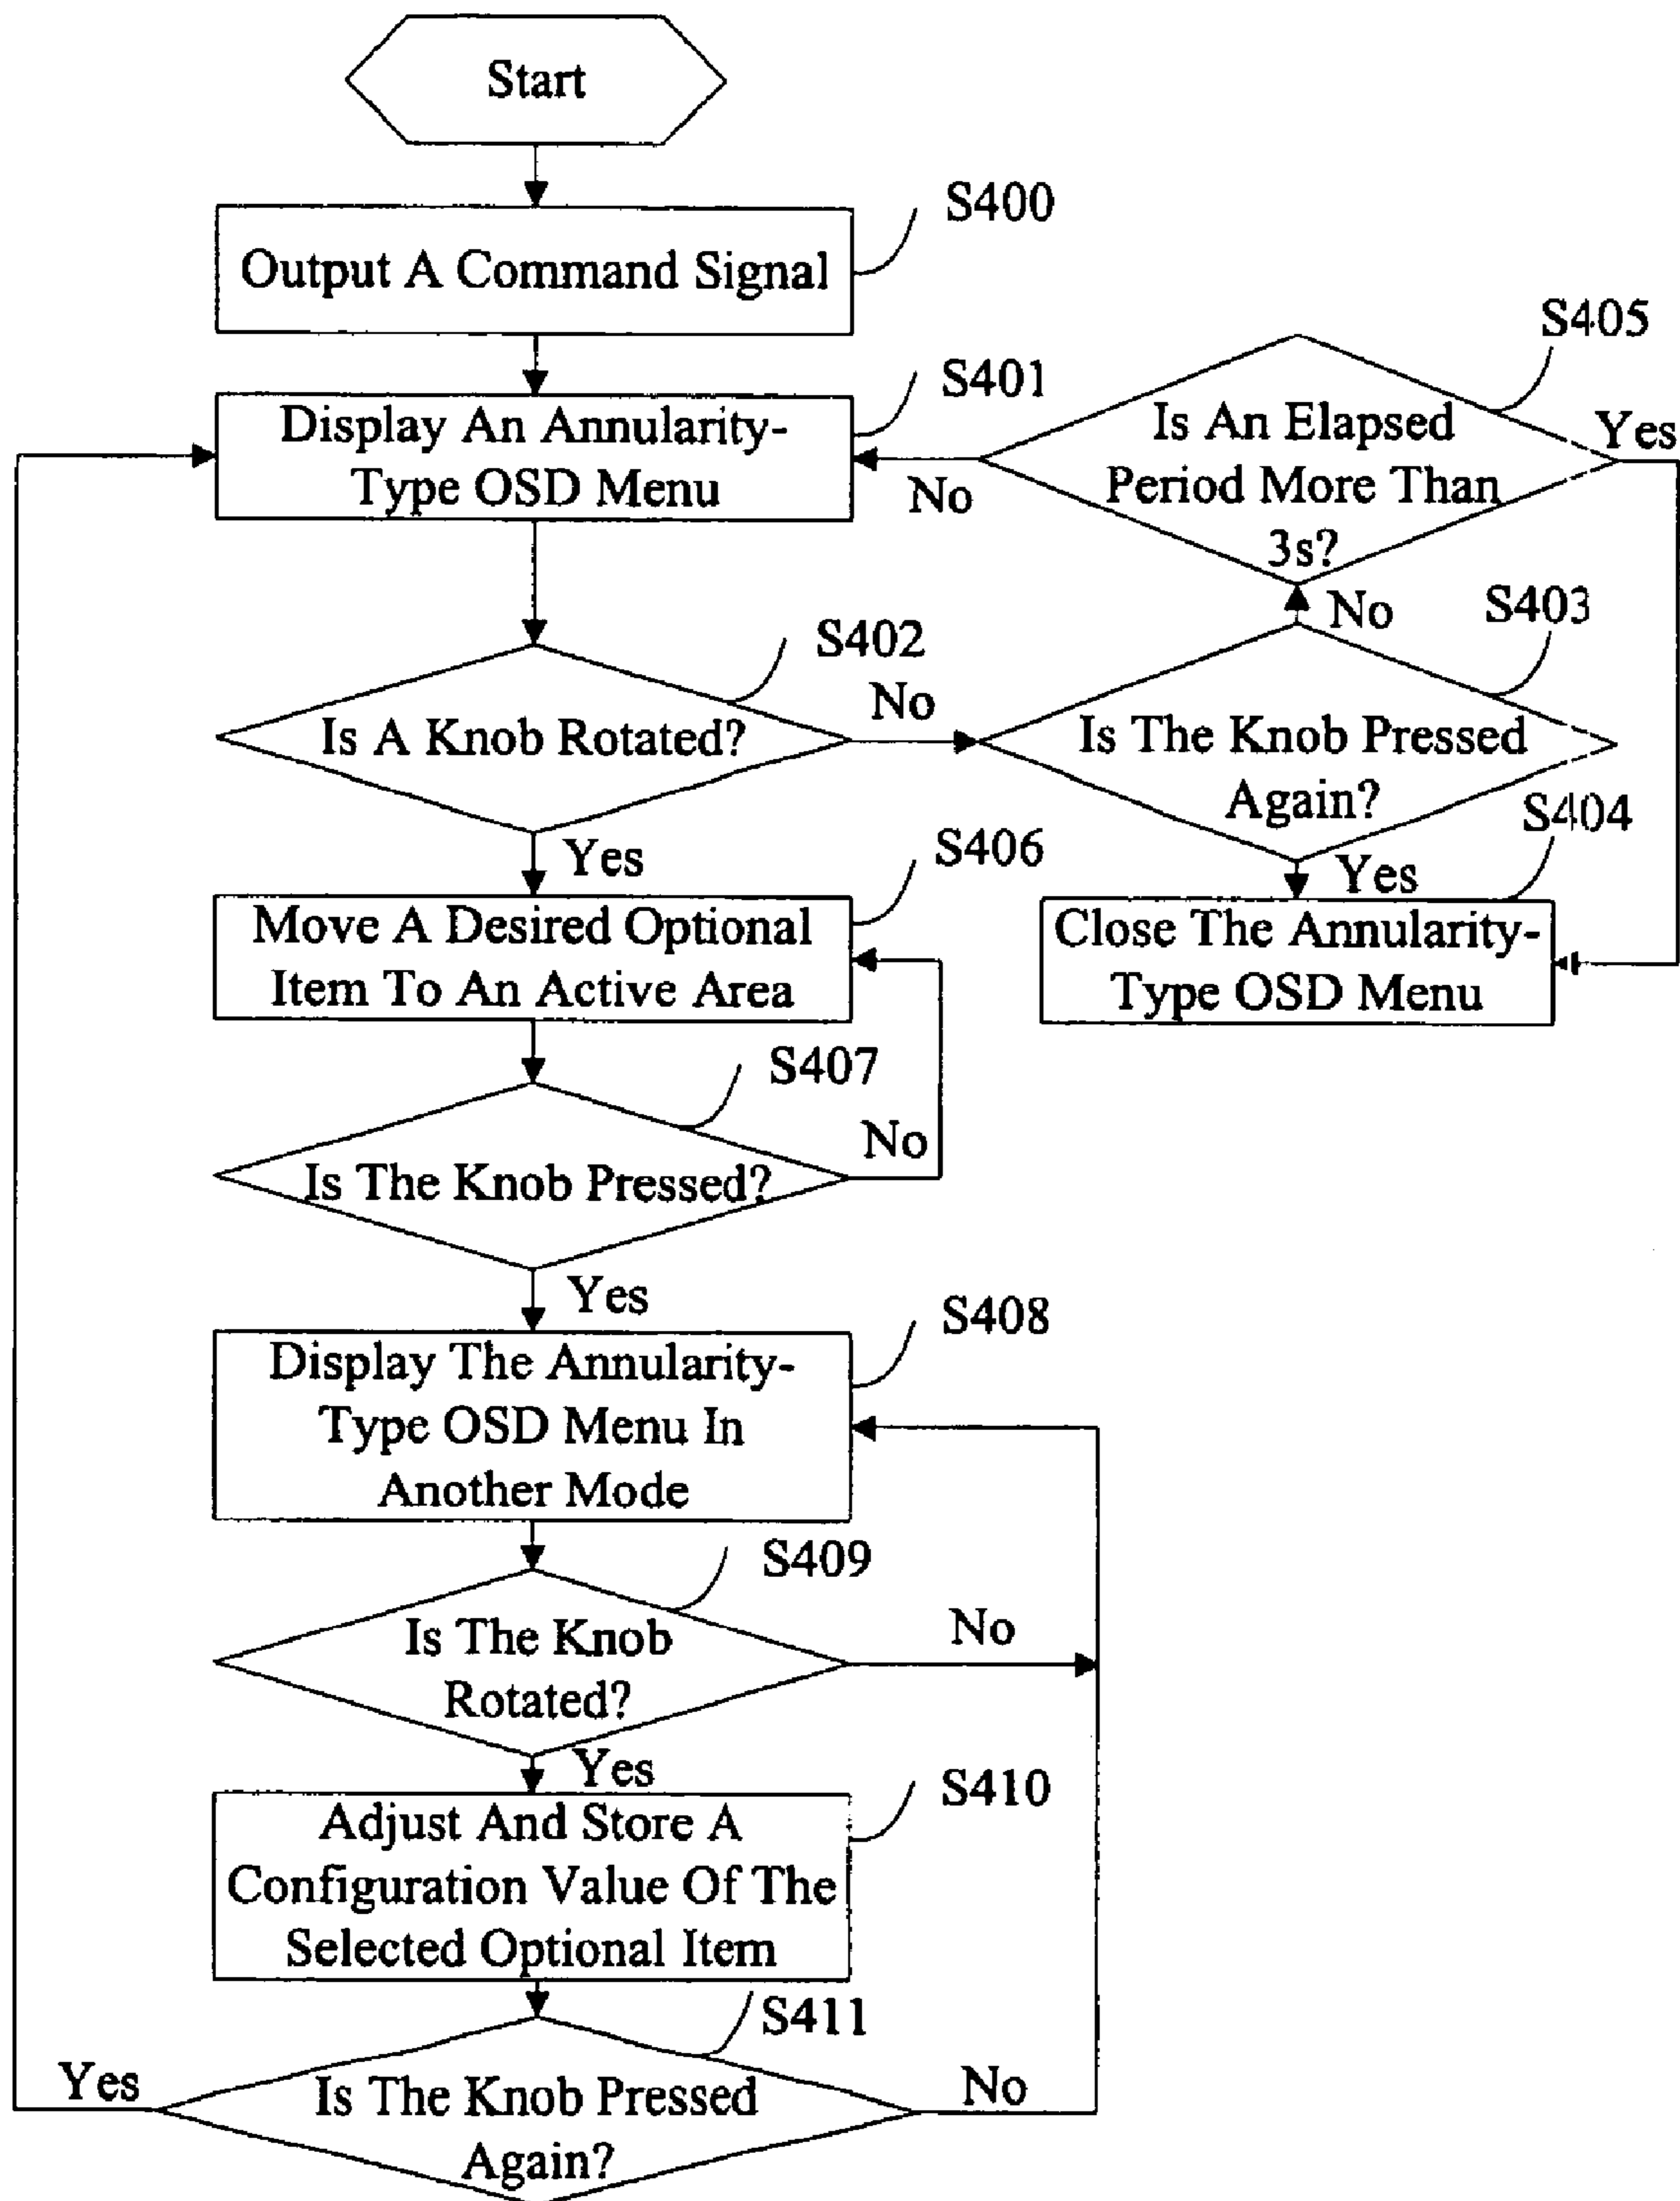 Start
S400
Output A Command Signal
S401
Display An Annularity-
Type OSD Menu
S405
Is An Elapsed
Period More Than
3s?
Yes
No
S402
Is A Knob Rotated?
No
No
S403
Is The Knob Pressed
Again?
Yes
S404
Close The Annularity-
Type OSD Menu
Yes
S406
Move A Desired Optional
Item To An Active Area
S407
Is The Knob Pressed?
No
Yes
S408
Display The Annularity-
Type OSD Menu In
Another Mode
S409
Is The Knob
Rotated?
No
Yes
S410
Adjust And Store A
Configuration Value Of The
Selected Optional Item
S411
Is The Knob Pressed
Again?
Yes
No